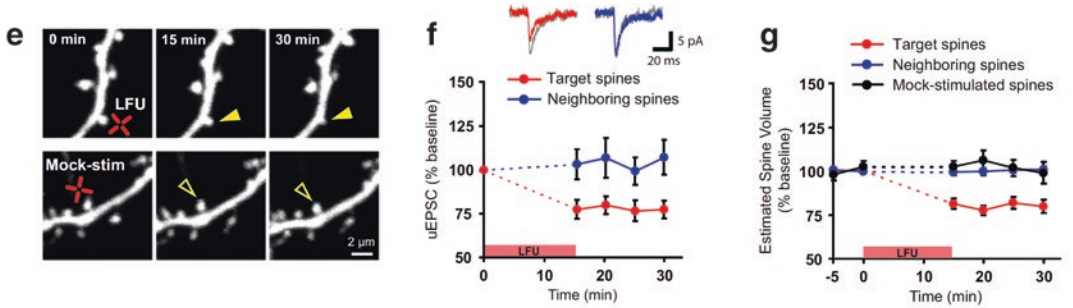 e
0 min
15 min
30 min
LFU
Mock-stim
2 µm
f
5 pA
20 ms
Target spines
Neighboring spines
uEPSC (% baseline)
150
125
100
75
50
LFU
0
10
20
30
Time (min)
g
Target spines
Neighboring spines
Mock-stimulated spines
Estimated Spine Volume
(% baseline)
150
125
100
75
50
LFU
-5
0
10
20
30
Time (min)